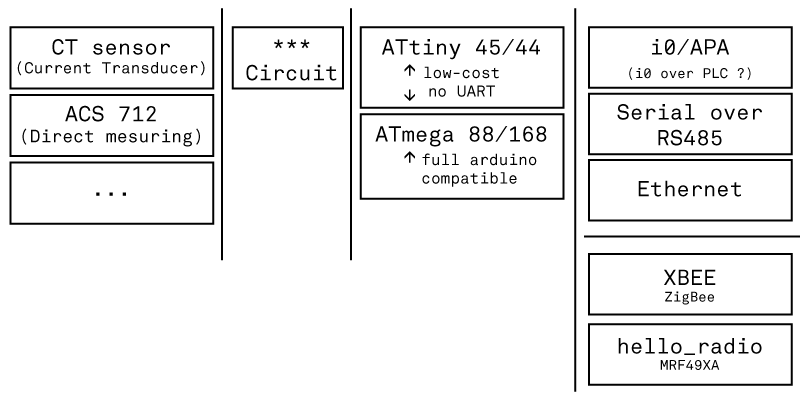 CT sensor
(Current Transducer)
ACS 712
(Direct mesuring)
...
***
Circuit
ATtiny 45/44
↑ low-cost
↓ no UART
ATmega 88/168
↑ full arduino
compatible
i0/APA
(i0 over PLC ?)
Serial over
RS485
Ethernet
XBEE
ZigBee
hello_radio
MRF49XA